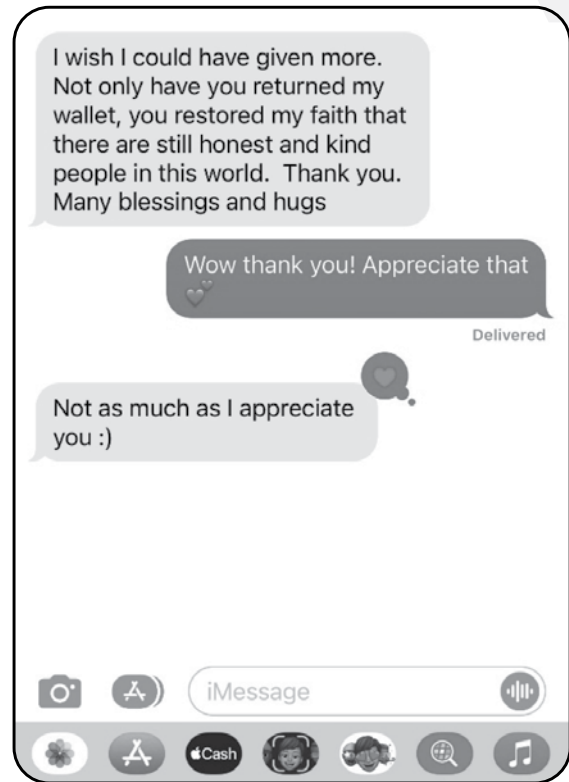 I wish I could have given more.
Not only have you returned my
wallet, you restored my faith that
there are still honest and kind
people in this world.  Thank you.
Many blessings and hugs
Wow thank you! Appreciate that
💕
Delivered
Not as much as I appreciate
you :)
iMessage
Cash